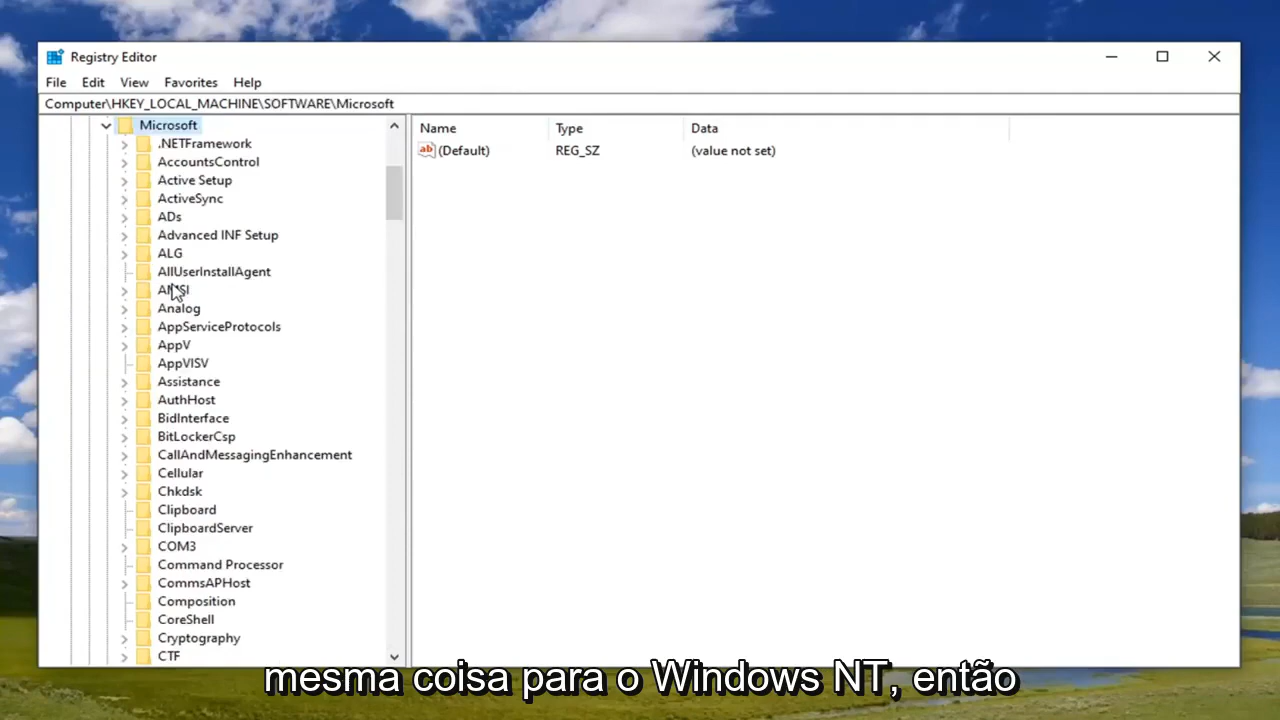 Registry Editor
File Edit View Favorites Help
Computer\HKEY_LOCAL_MACHINE\SOFTWARE\Microsoft
Microsoft
.NETFramework
AccountsControl
Active Setup
ActiveSync
ADs
Advanced INF Setup
ALG
AllUserInstallAgent
AMSI
Analog
AppServiceProtocols
AppV
AppVISV
Assistance
AuthHost
BidInterface
BitLockerCsp
CallAndMessagingEnhancement
Cellular
Chkdsk
Clipboard
ClipboardServer
COM3
Command Processor
CommsAPHost
Composition
CoreShell
Cryptography
CTF
Name Type Data
ab (Default) REG_SZ (value not set)
mesma coisa para o Windows NT, então